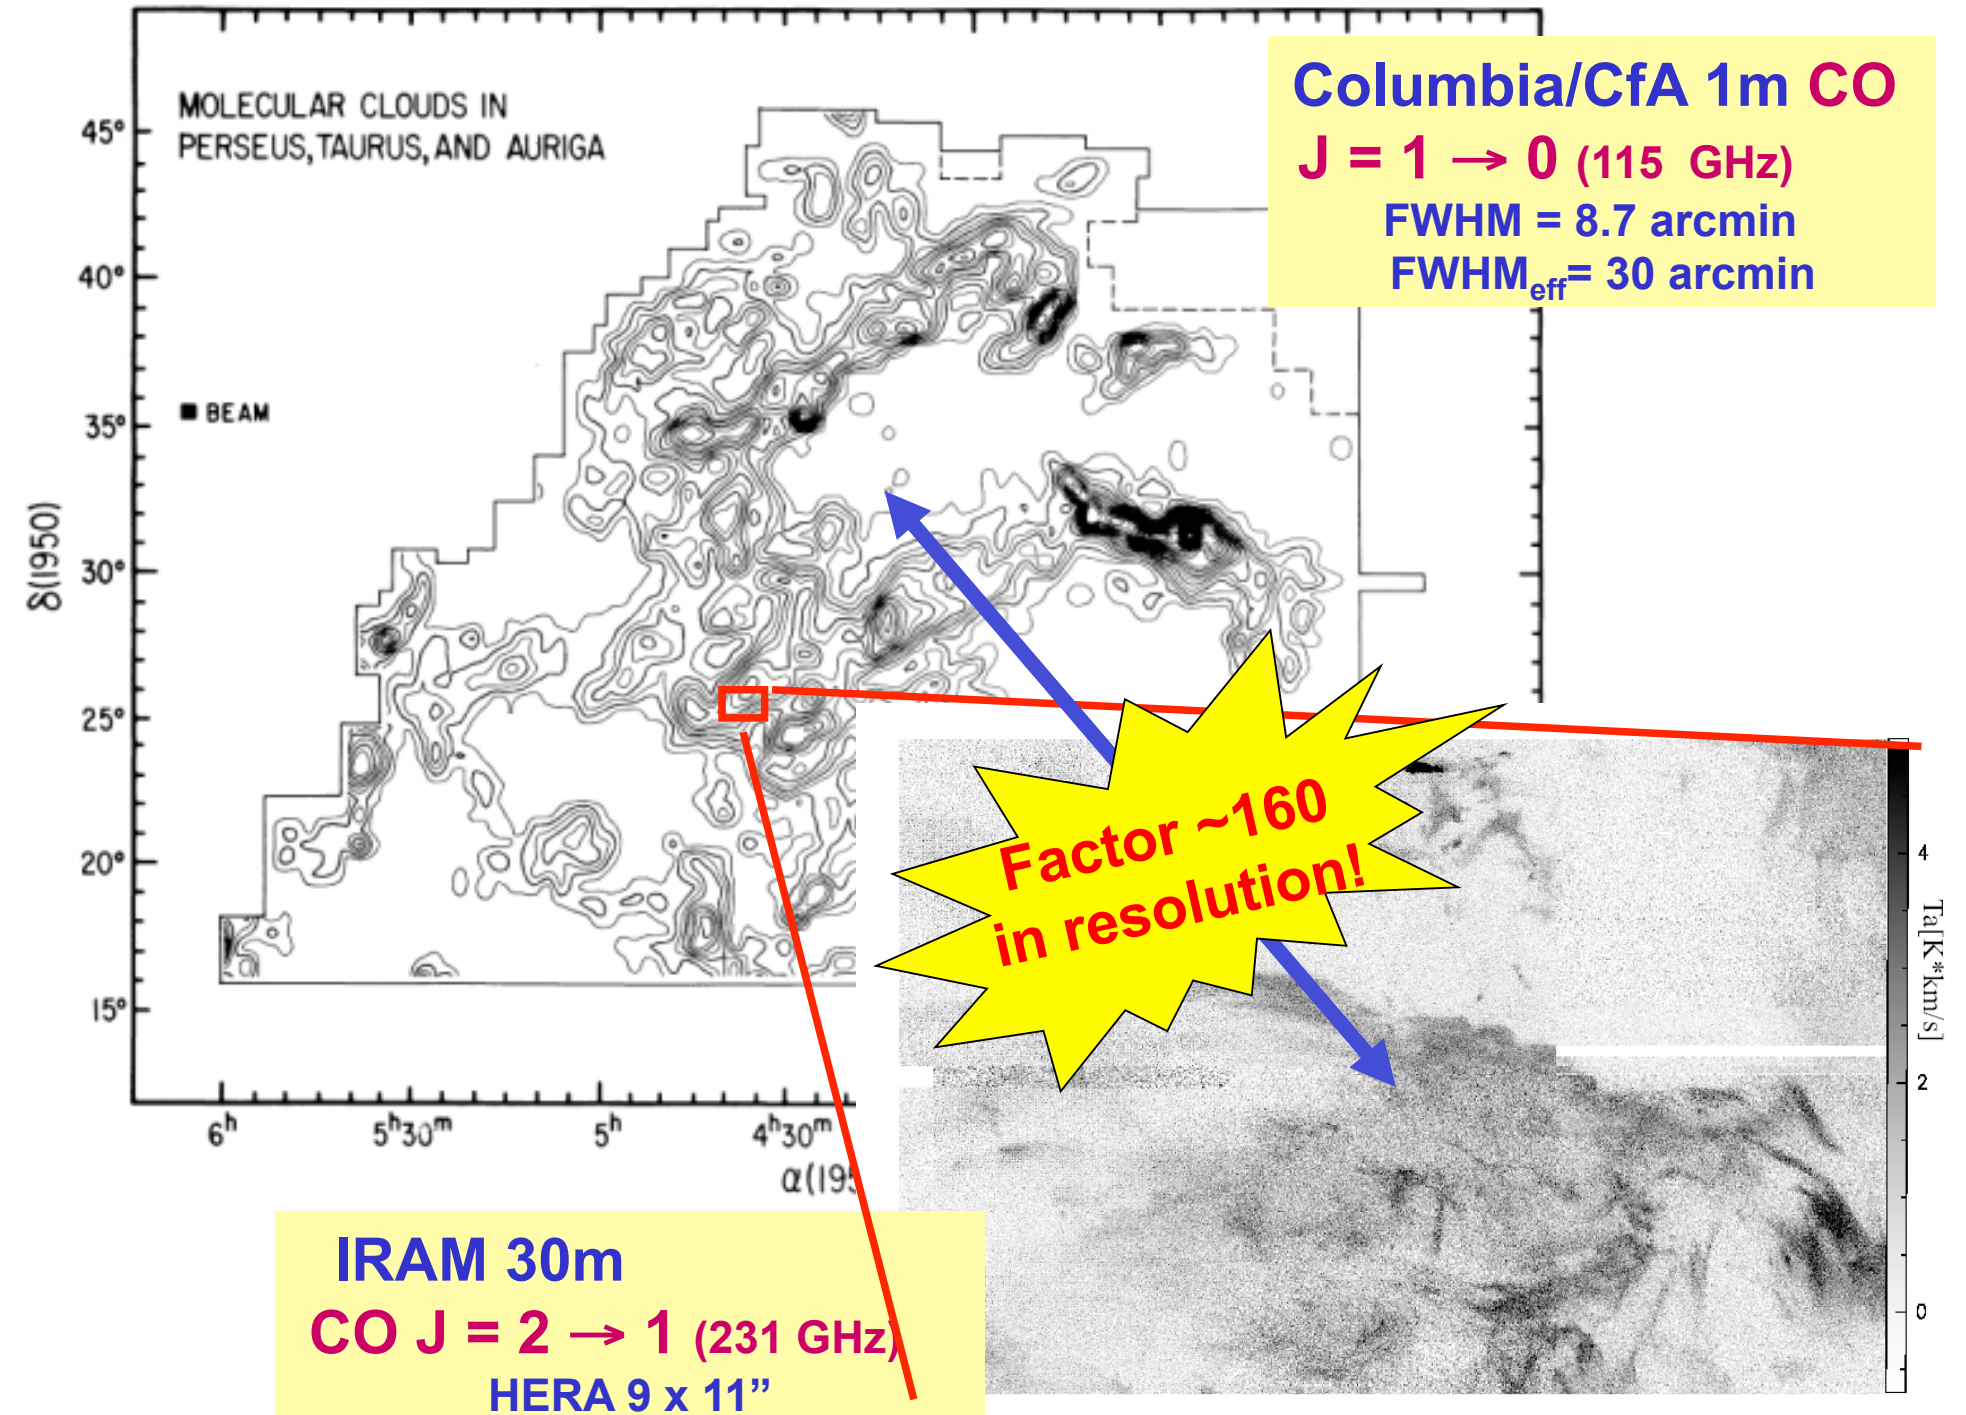 MOLECULAR CLOUDS IN
PERSEUS, TAURUS, AND AURIGA
Columbia/CfA 1m CO
J = 1 → 0 (115 GHz)
FWHM = 8.7 arcmin
FWHMeff= 30 arcmin
45°
40°
35°
30°
25°
20°
15°
BEAM
δ(1950)
Factor ~160
in resolution!
4
2
0
Ta[K*km/s]
6h
5h30m
5h
4h30m
α(195
IRAM 30m
CO J = 2 → 1 (231 GHz)
HERA 9 x 11”